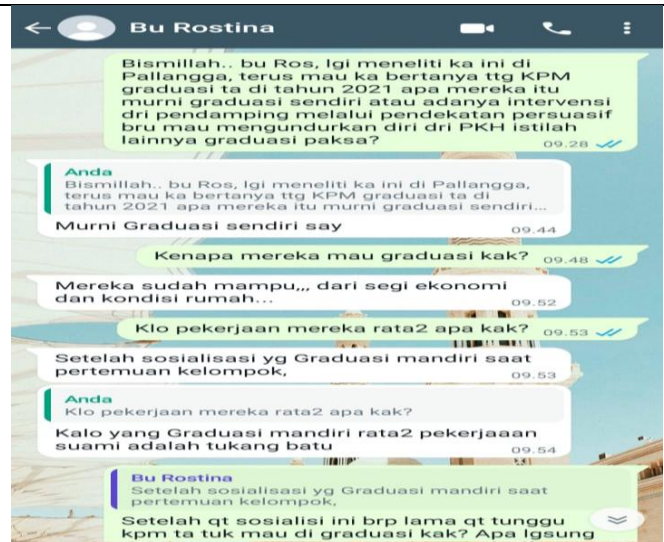 Bu Rostina
Bismillah.. bu Ros, lgi meneliti ka ini di
Pallangga, terus mau ka bertanya ttg KPM
graduasi ta di tahun 2021 apa mereka itu
murni graduasi sendiri atau adanya intervensi
dri pendamping melalui pendekatan persuasif
bru mau mengundurkan diri dri PKH istilah
lainnya graduasi paksa?
09.28
Anda
Bismillah.. bu Ros, lgi meneliti ka ini di Pallangga,
terus mau ka bertanya ttg KPM graduasi ta di
tahun 2021 apa mereka itu murni graduasi sendiri...
Murni Graduasi sendiri say
09.44
Kenapa mereka mau graduasi kak?
09.48
Mereka sudah mampu,,, dari segi ekonomi
dan kondisi rumah...
09.52
Klo pekerjaan mereka rata2 apa kak?
09.53
Setelah sosialisasi yg Graduasi mandiri saat
pertemuan kelompok,
09.53
Anda
Klo pekerjaan mereka rata2 apa kak?
Kalo yang Graduasi mandiri rata2 pekerjaaan
suami adalah tukang batu
09.54
Bu Rostina
Setelah sosialisasi yg Graduasi mandiri saat
pertemuan kelompok,
Setelah qt sosialisi ini brp lama qt tunggu
kpm ta tuk mau di graduasi kak? Apa lgsung